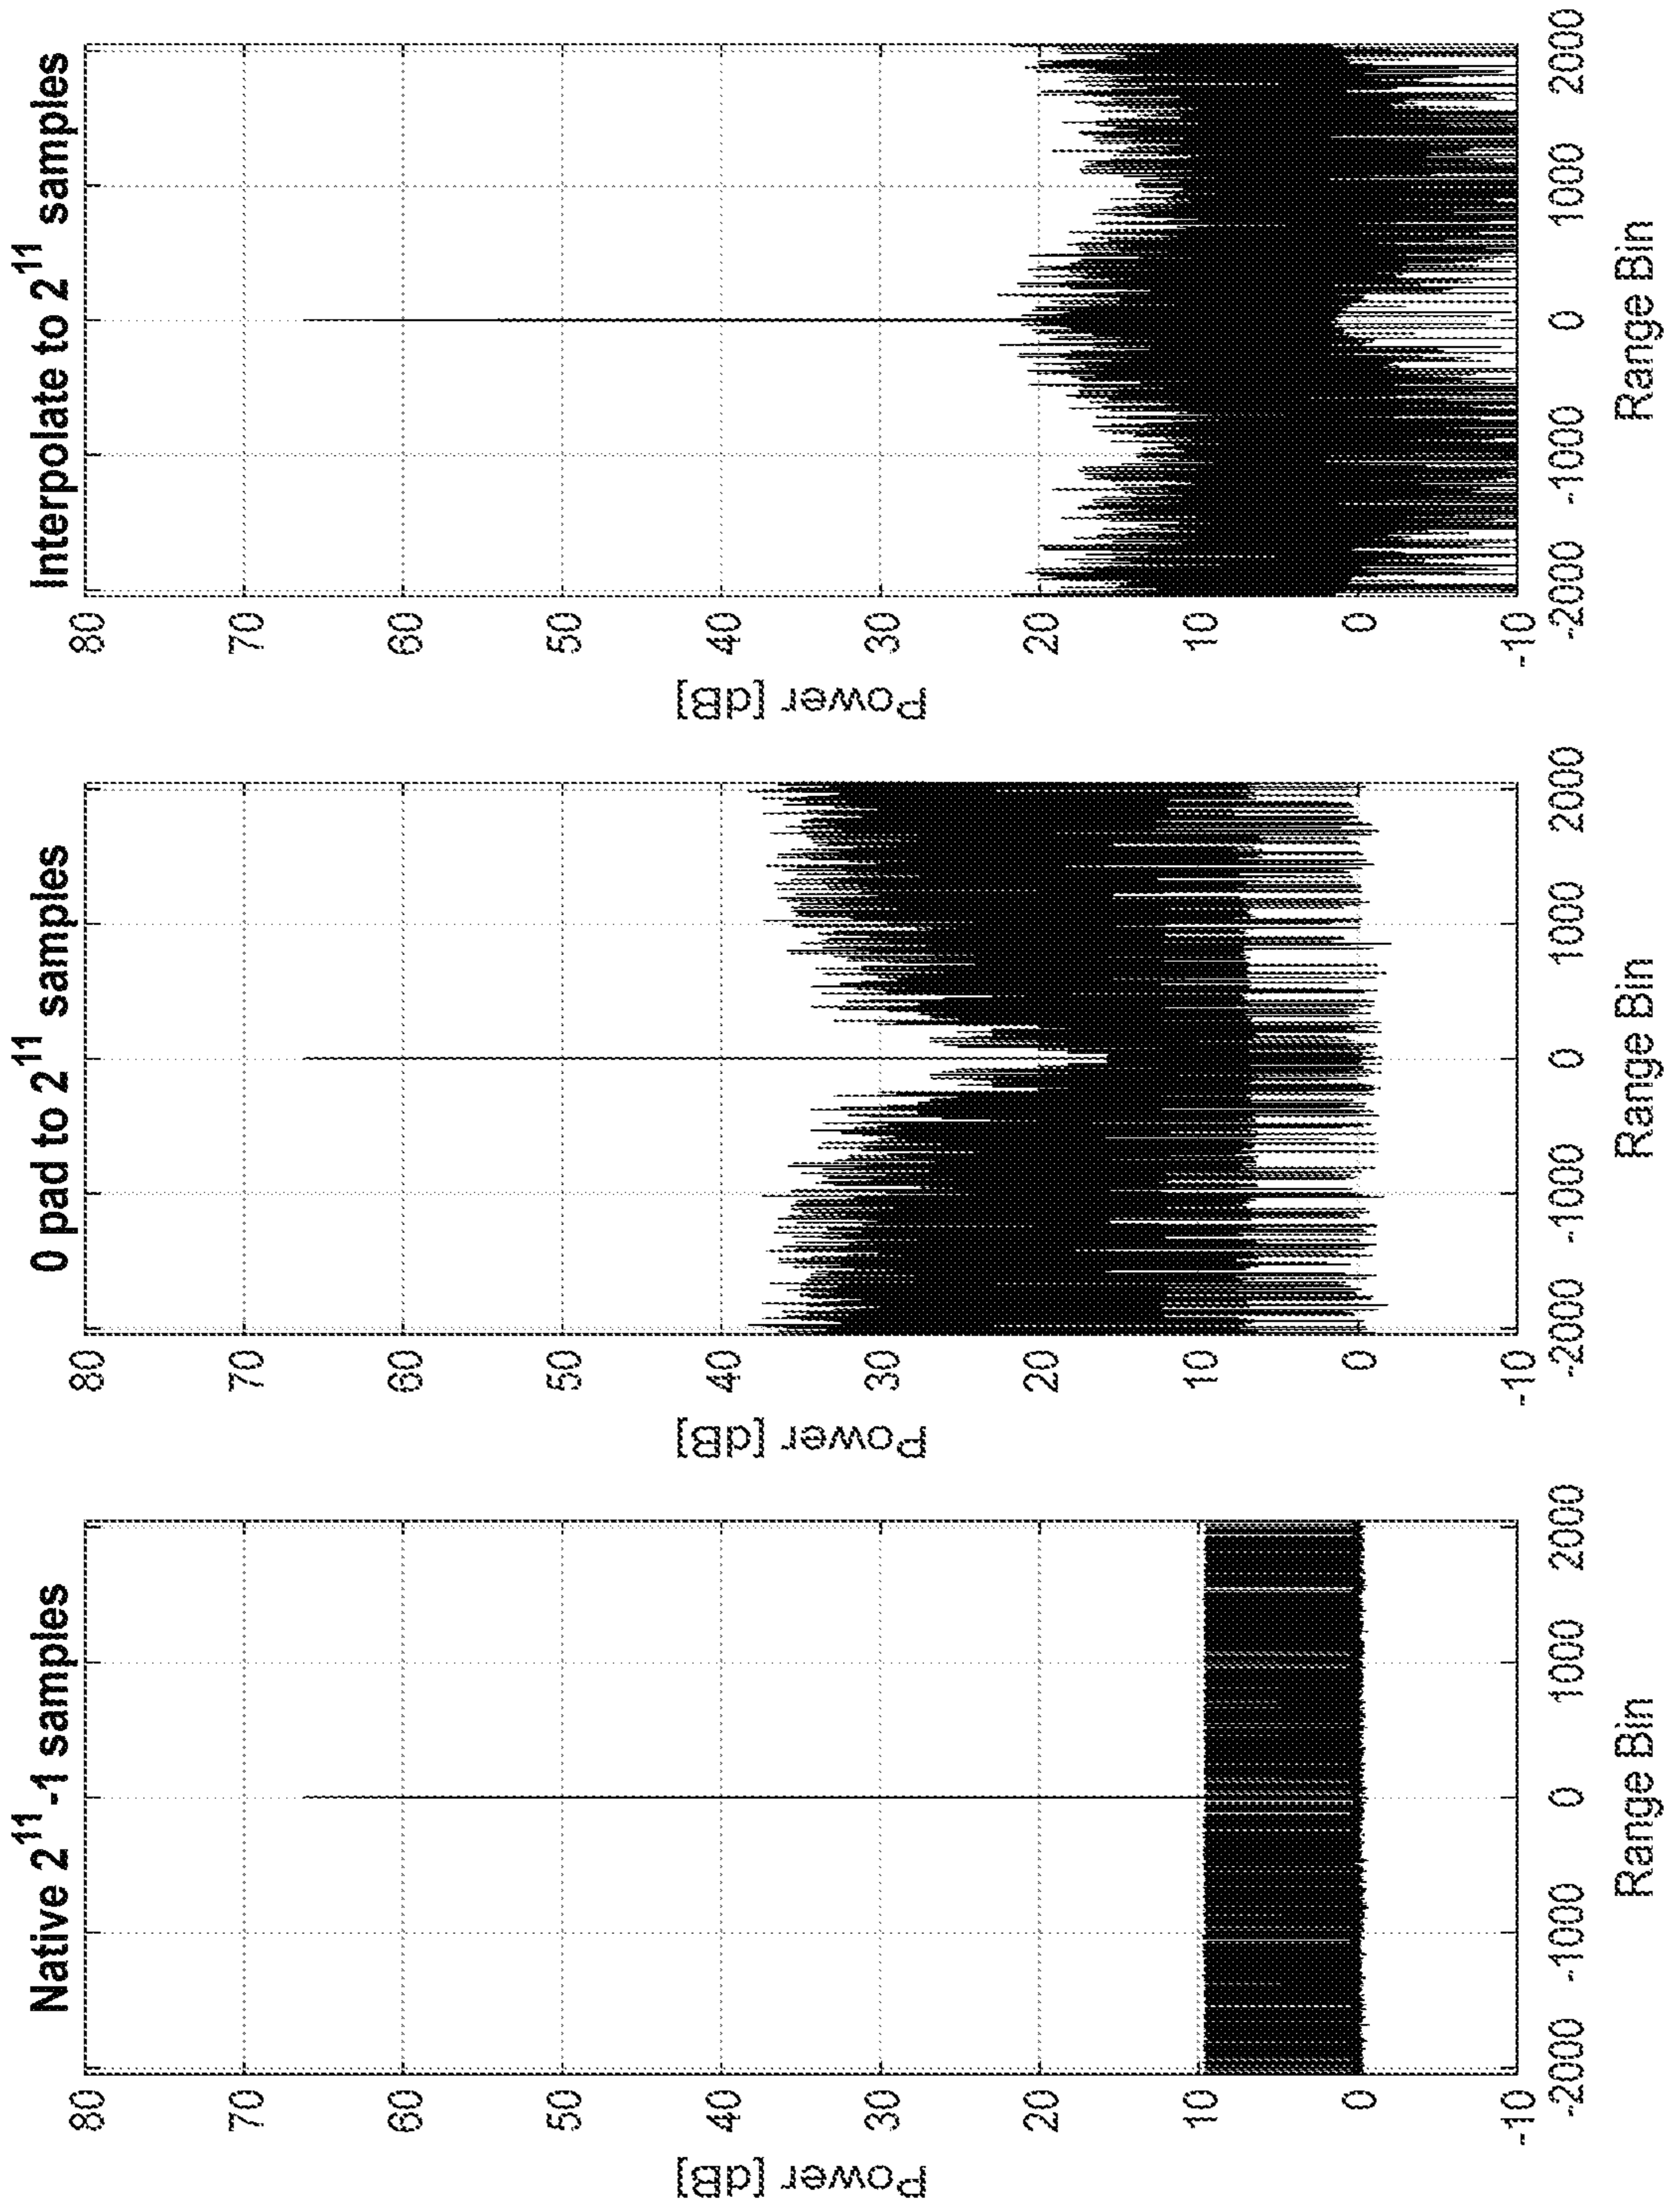 Native 2^11-1 samples
80
70
60
50
40
30
20
10
0
-10
Power [dB]
-2000 -1000 0 1000 2000
Range Bin
0 pad to 2^11 samples
80
70
60
50
40
30
20
10
0
-10
Power [dB]
-2000 -1000 0 1000 2000
Range Bin
Interpolate to 2^11 samples
80
70
60
50
40
30
20
10
0
-10
Power [dB]
-2000 -1000 0 1000 2000
Range Bin